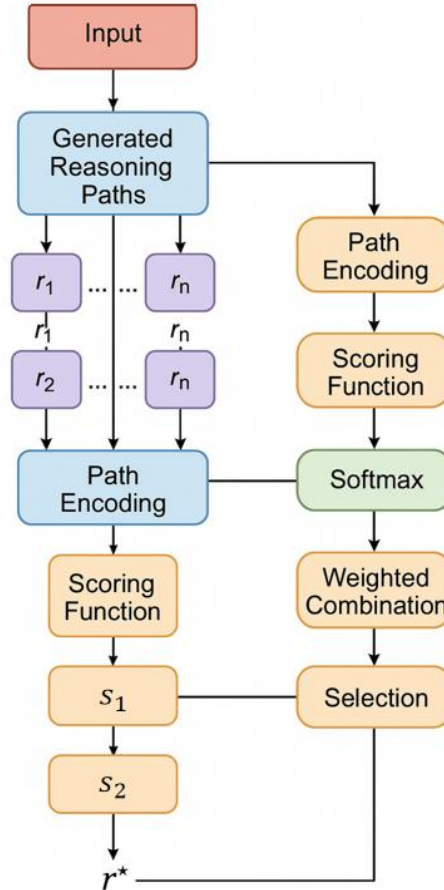 Input
Generated
Reasoning
Paths
r₁ ... ... rₙ
r₁ rₙ
r₂ ... ... rₙ
Path
Encoding
Scoring
Function
s₁
s₂
r⋆
Path
Encoding
Scoring
Function
Softmax
Weighted
Combination
Selection